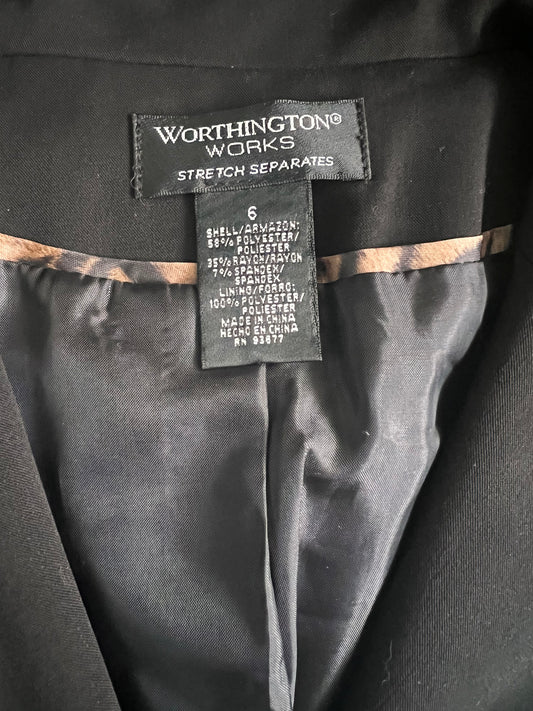 WORTHINGTON®
WORKS
STRETCH SEPARATES
6
SHELL/ARMAZON:
58% POLYESTER/
POLIESTER
35% RAYON/RAYON
7% SPANDEX/
SPANDEX
LINING/FORRO:
100% POLYESTER/
POLIESTER
MADE IN CHINA
HECHO EN CHINA
RN 93677